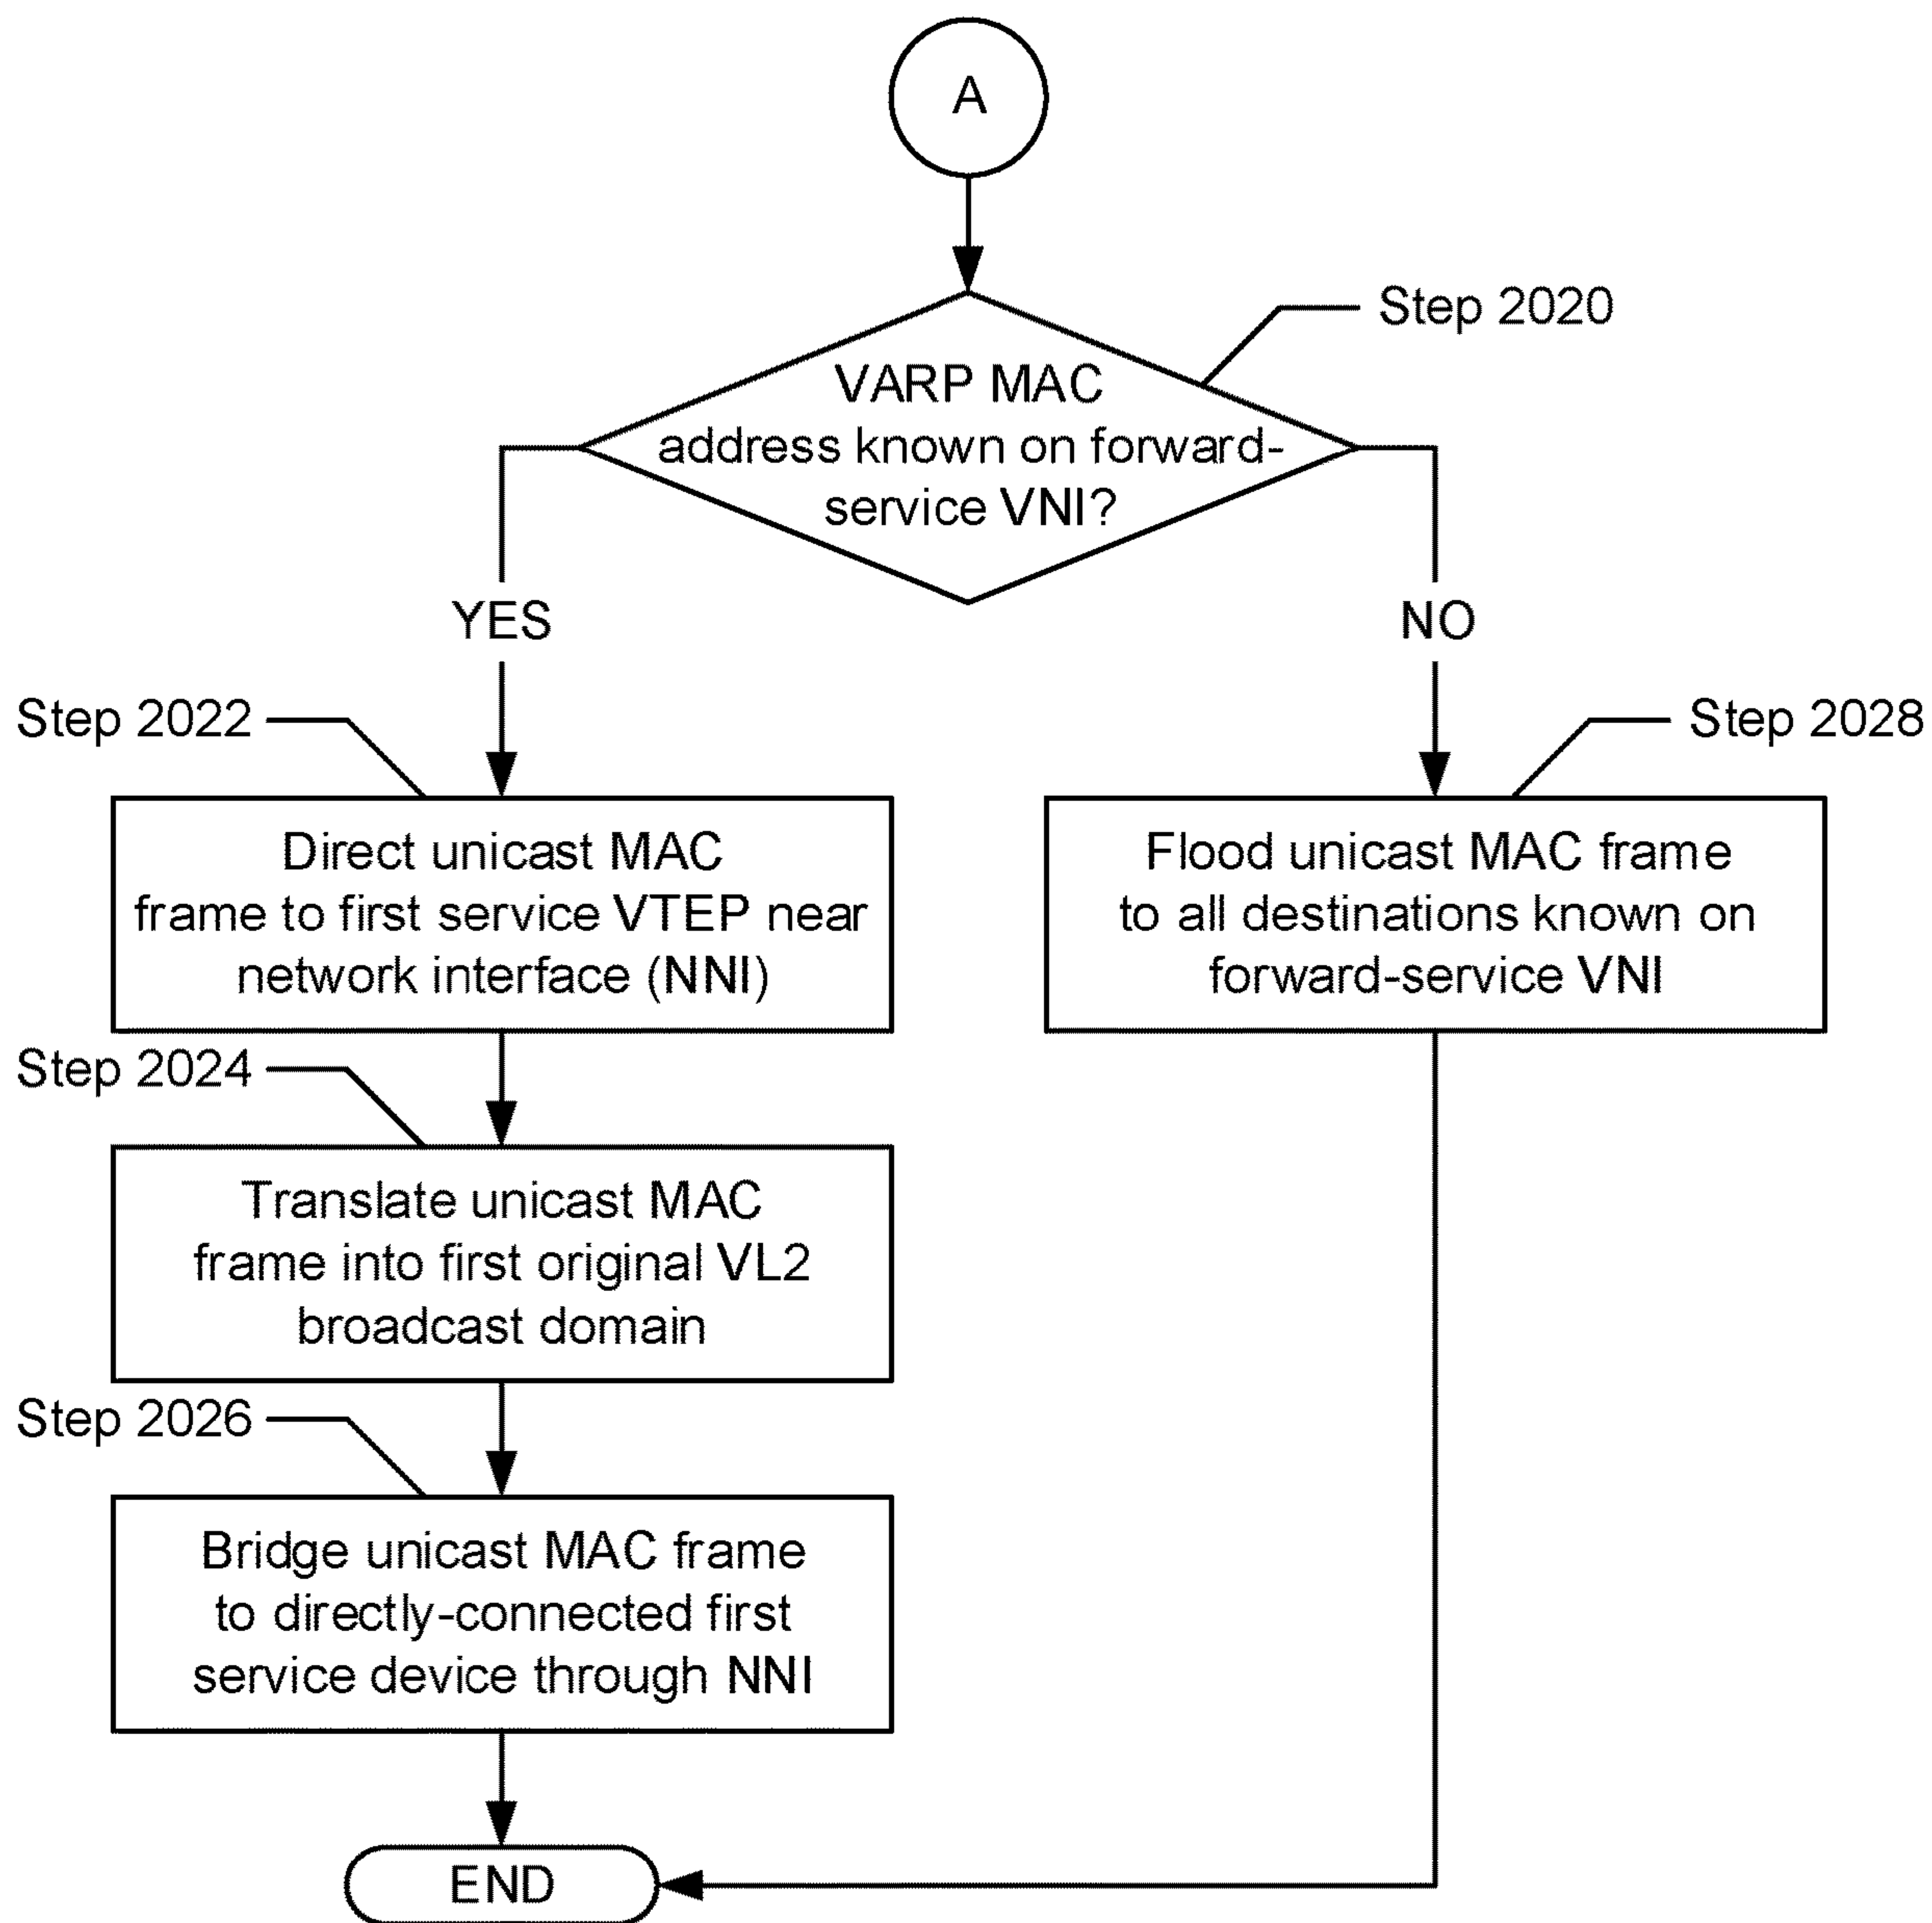 A
Step 2020
VARP MAC
address known on forward-
service VNI?
YES
NO
Step 2022
Step 2028
Direct unicast MAC
frame to first service VTEP near
network interface (NNI)
Flood unicast MAC frame
to all destinations known on
forward-service VNI
Step 2024
Translate unicast MAC
frame into first original VL2
broadcast domain
Step 2026
Bridge unicast MAC frame
to directly-connected first
service device through NNI
END